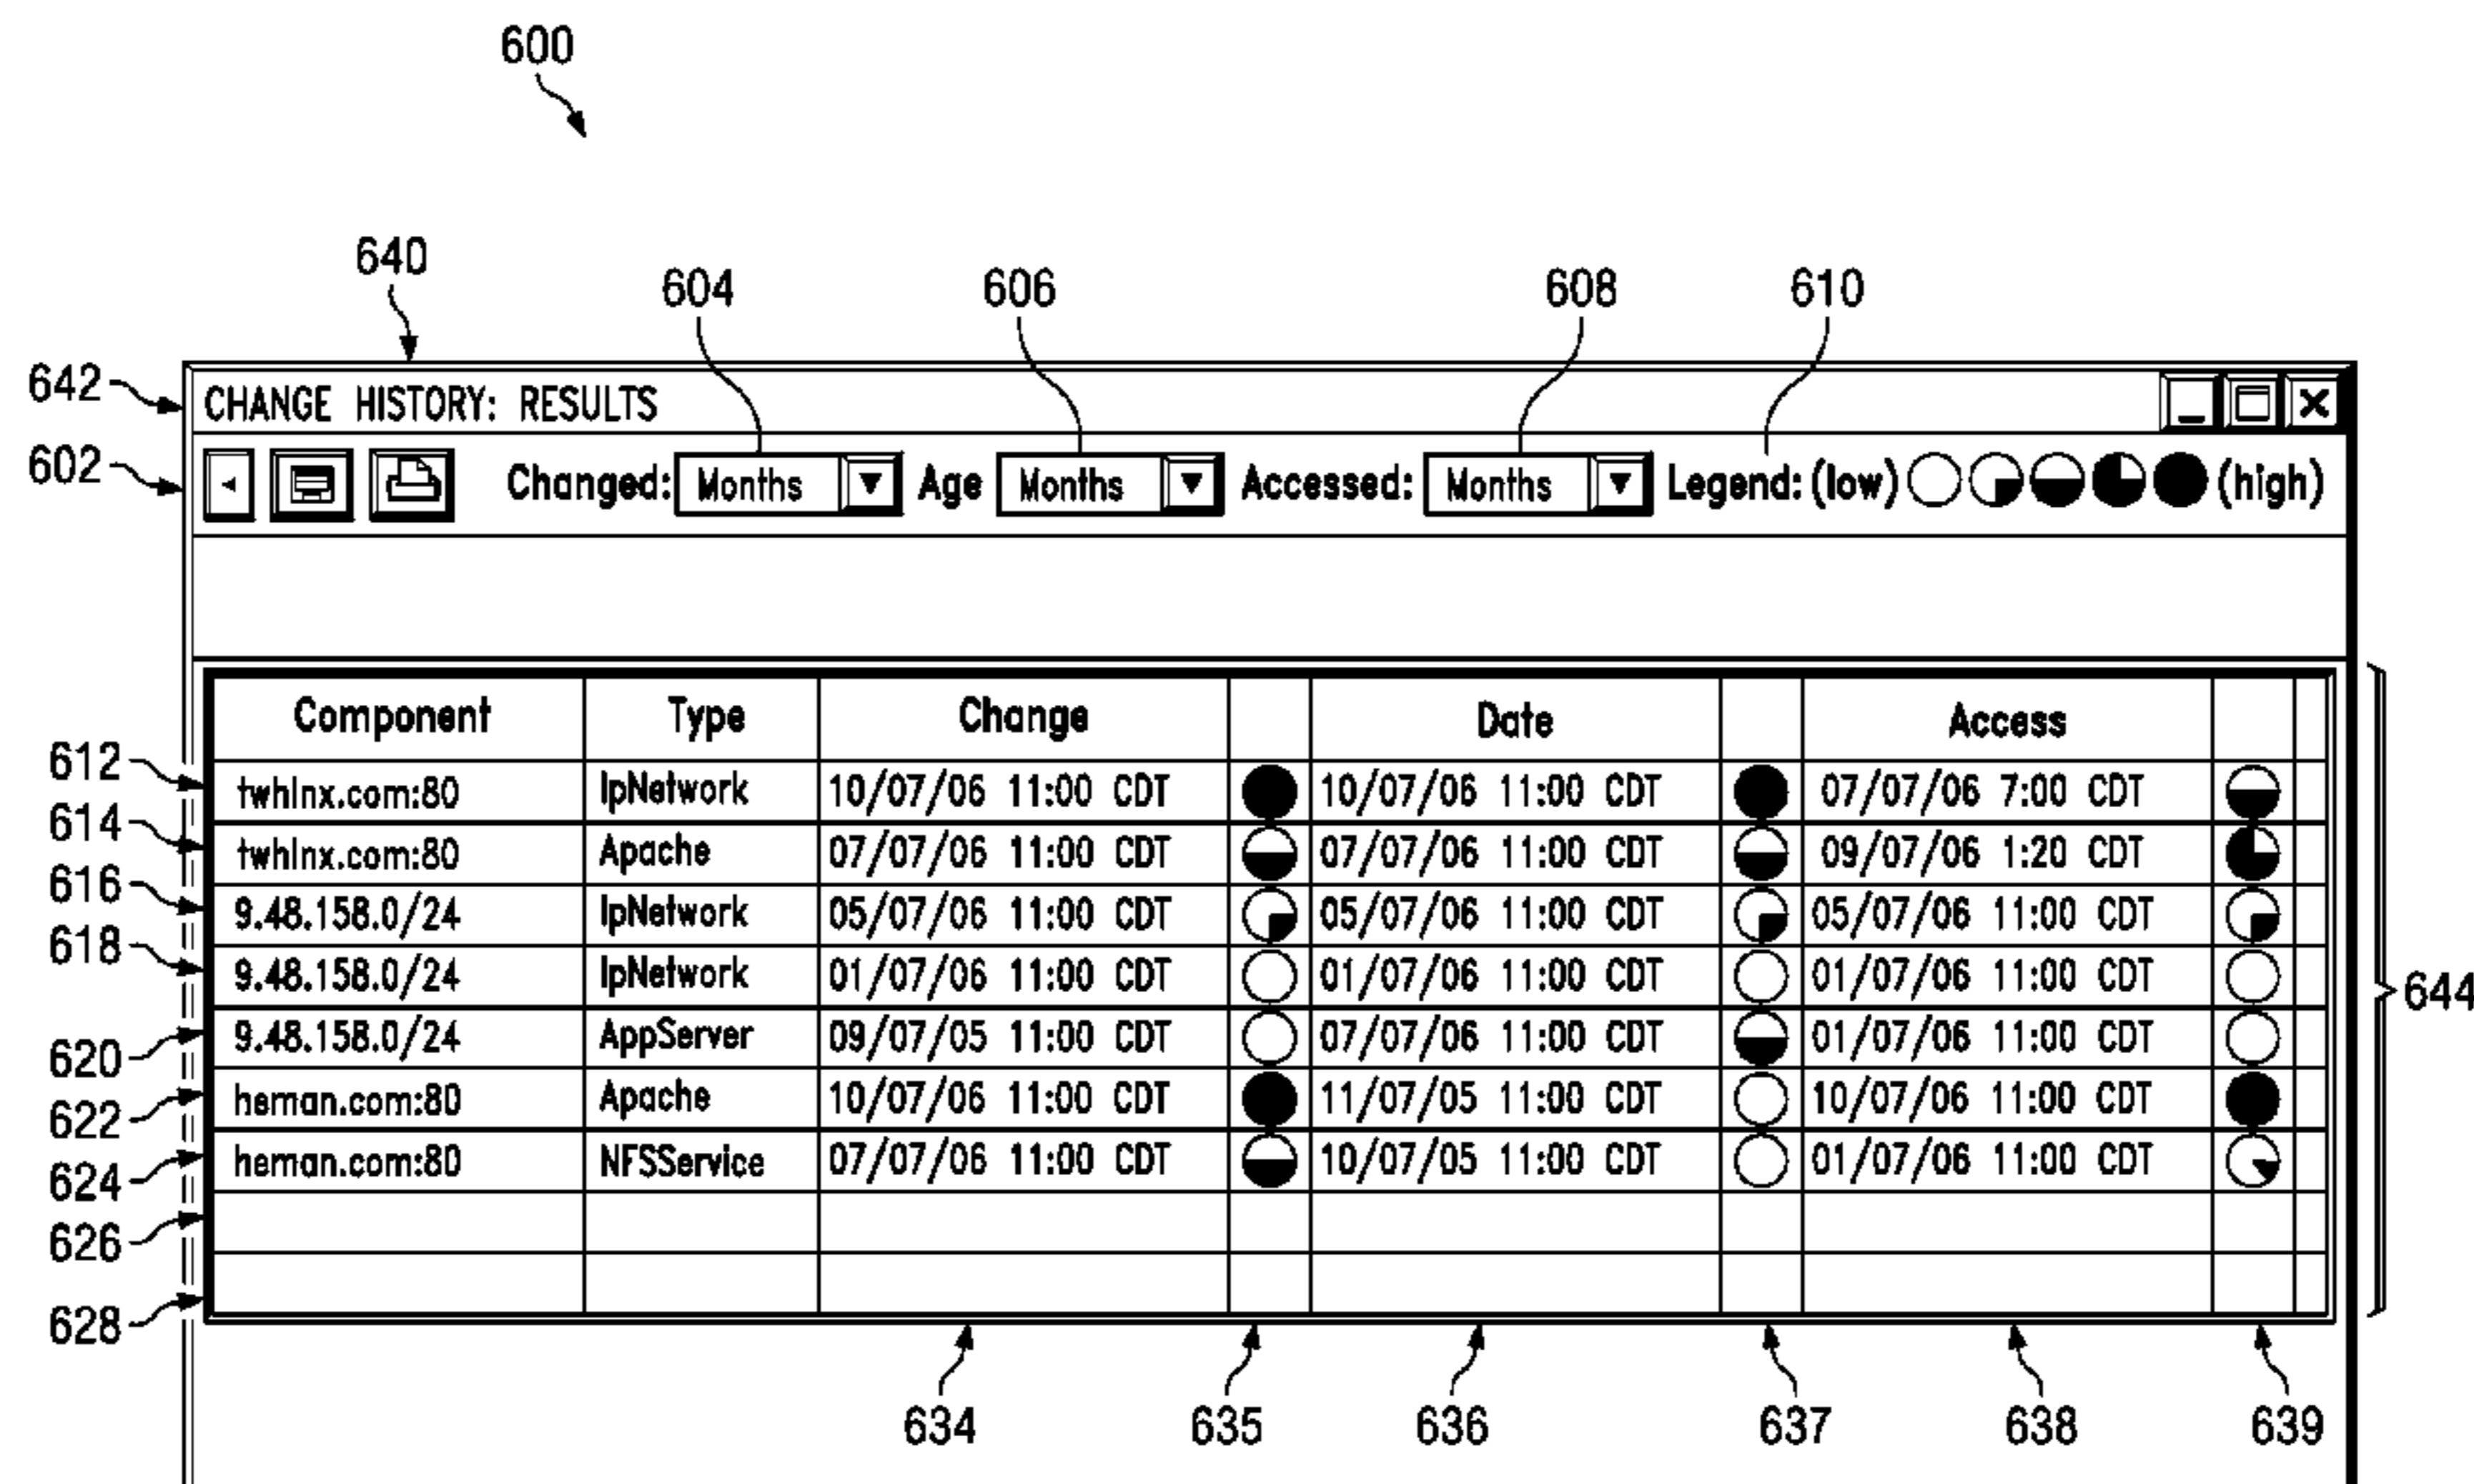 600
640
604 606 608 610
642 CHANGE HISTORY: RESULTS
602 Changed: Months Age Months Accessed: Months Legend: (low) (high)
Component Type Change Date Access
612 twhlnx.com:80 IpNetwork 10/07/06 11:00 CDT 10/07/06 11:00 CDT 07/07/06 7:00 CDT
614 twhlnx.com:80 Apache 07/07/06 11:00 CDT 07/07/06 11:00 CDT 09/07/06 1:20 CDT
616 9.48.158.0/24 IpNetwork 05/07/06 11:00 CDT 05/07/06 11:00 CDT 05/07/06 11:00 CDT
618 9.48.158.0/24 IpNetwork 01/07/06 11:00 CDT 01/07/06 11:00 CDT 01/07/06 11:00 CDT
644
620 9.48.158.0/24 AppServer 09/07/05 11:00 CDT 07/07/06 11:00 CDT 01/07/06 11:00 CDT
622 heman.com:80 Apache 10/07/06 11:00 CDT 11/07/05 11:00 CDT 10/07/06 11:00 CDT
624 heman.com:80 NFSService 07/07/06 11:00 CDT 10/07/05 11:00 CDT 01/07/06 11:00 CDT
626
628
634 635 636 637 638 639